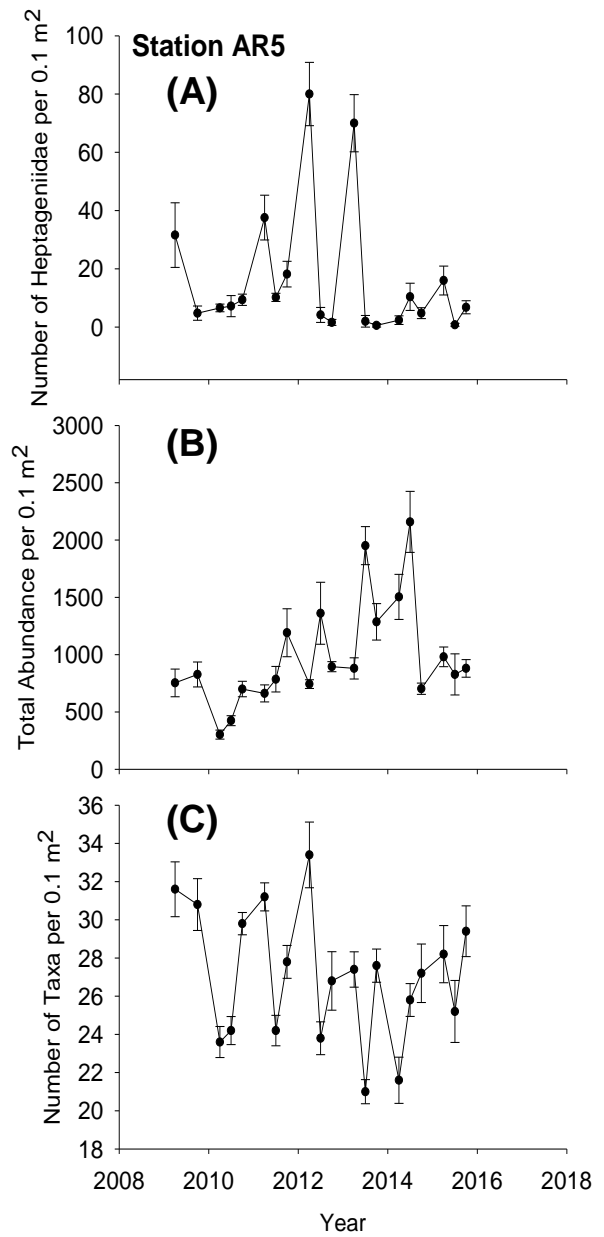 Station AR5
(A)
Number of Heptageniidae per 0.1 m²
100
80
60
40
20
0
(B)
Total Abundance per 0.1 m²
3000
2500
2000
1500
1000
500
0
(C)
Number of Taxa per 0.1 m²
36
34
32
30
28
26
24
22
20
18
2008 2010 2012 2014 2016 2018
Year